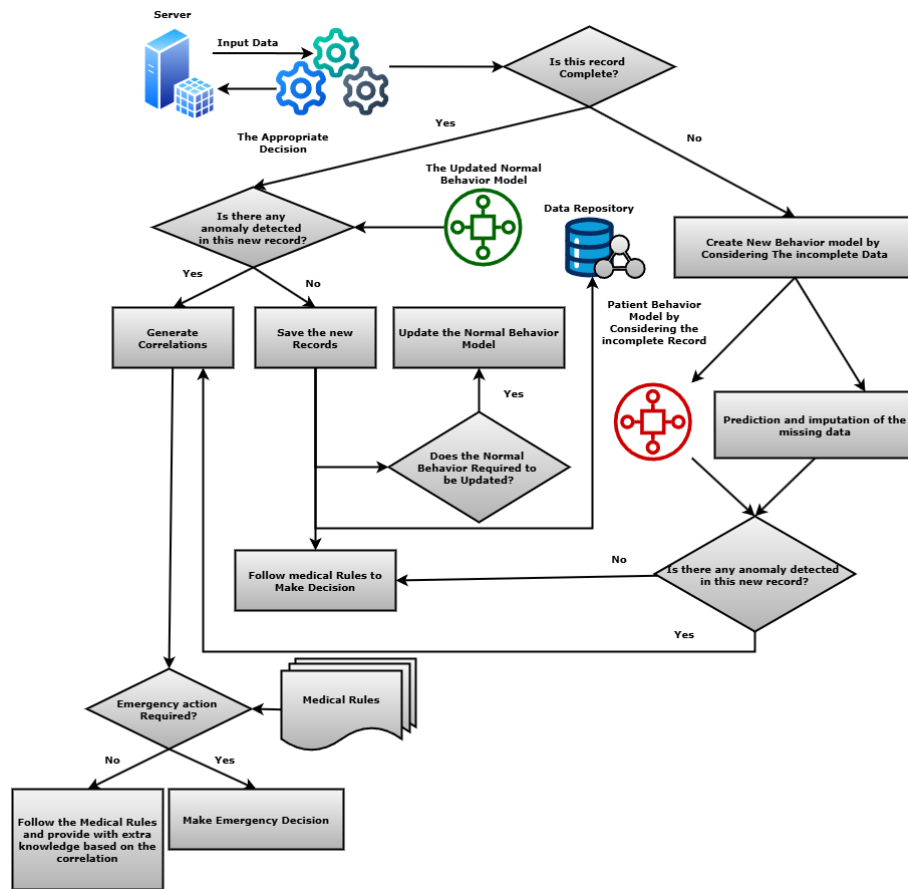 Server
Input Data
Is this record
Complete?
The Appropriate
Decision
Yes
No
The Updated Normal
Behavior Model
Is there any
anomaly detected
in this new record?
Data Repository
Create New Behavior model by
Considering The incomplete Data
Yes
No
Generate
Correlations
Save the new
Records
Update the Normal Behavior
Model
Patient Behavior
Model by
Considering the
incomplete Record
Yes
Prediction and imputation of the
missing data
Does the Normal
Behavior Required to
be Updated?
No
Follow medical Rules to
Make Decision
Is there any anomaly detected
in this new record?
Yes
Emergency action
Required?
Medical Rules
No
Yes
Follow the Medical Rules
and provide with extra
knowledge based on the
correlation
Make Emergency Decision